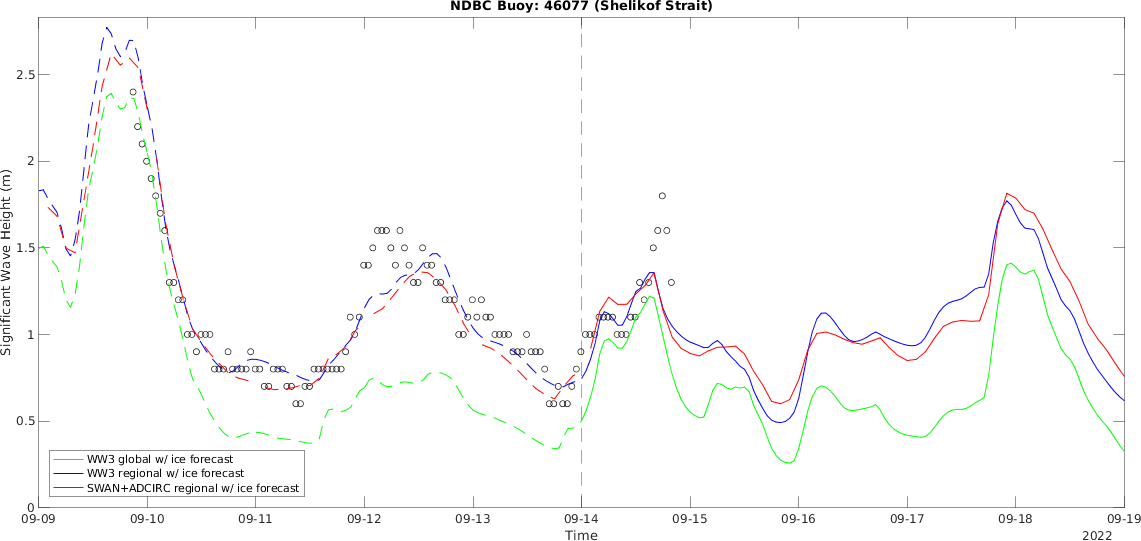 NDBC Buoy: 46077 (Shelikof Strait)
Significant Wave Height (m)
2.5
2
1.5
1
0.5
0
WW3 global w/ ice forecast
WW3 regional w/ ice forecast
SWAN+ADCIRC regional w/ ice forecast
09-09 09-10 09-11 09-12 09-13 09-14 09-15 09-16 09-17 09-18 09-19
Time
2022